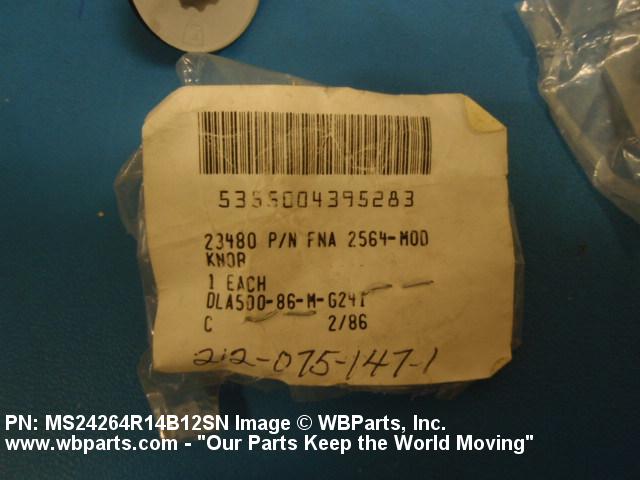 5355004395283
23480 P/N FNA 2564-MOD
KNOB
1 EACH
DLA500-86-M-G241
C 2/86
212-075-147-1
PN: MS24264R14B12SN Image © WBParts, Inc.
www.wbparts.com - "Our Parts Keep the World Moving"